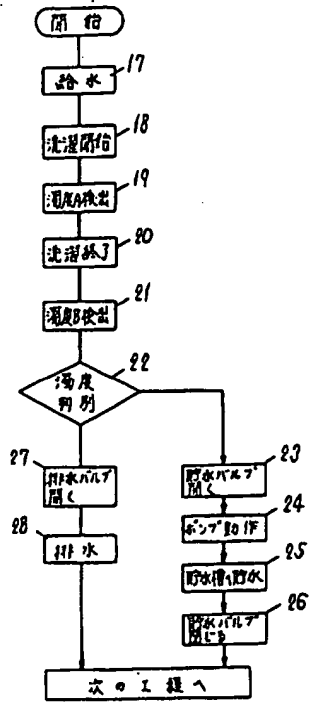 開始
給水
17
洗濯開始
18
濁度A検出
19
洗濯終了
20
濁度B検出
21
濁度
判別
22
27
排水バルブ
開く
28
排水
貯水バルブ
開く
23
ポンプ動作
24
貯水槽へ貯水
25
貯水バルブ
閉じる
26
次の工程へ